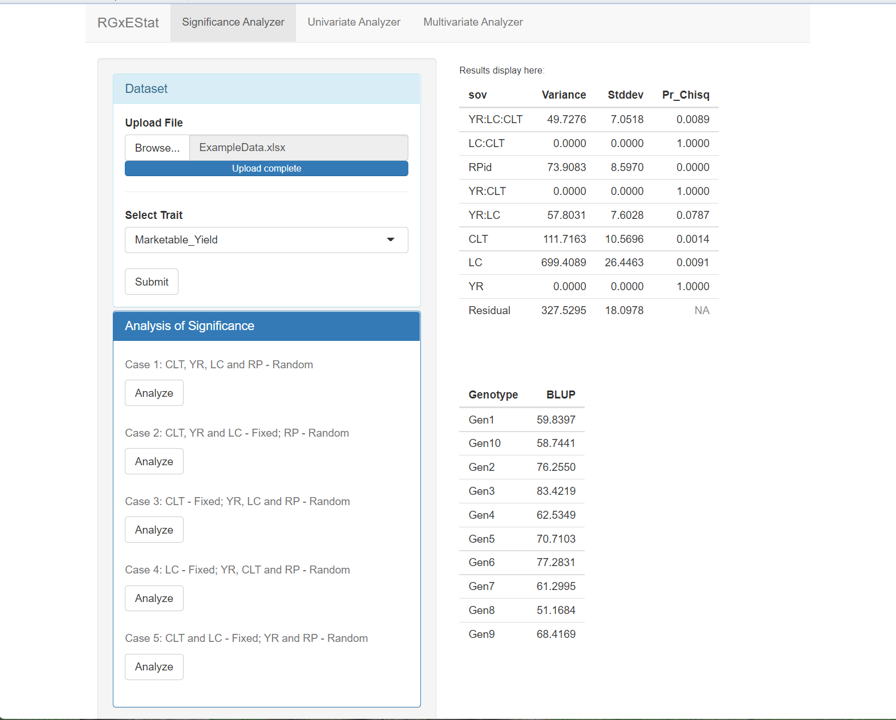 RGxEStat Significance Analyzer Univariate Analyzer Multivariate Analyzer
Dataset
Upload File
Browse... ExampleData.xlsx
Upload complete
Select Trait
Marketable_Yield
Submit
Analysis of Significance
Case 1: CLT, YR, LC and RP - Random
Analyze
Case 2: CLT, YR and LC - Fixed; RP - Random
Analyze
Case 3: CLT - Fixed; YR, LC and RP - Random
Analyze
Case 4: LC - Fixed; YR, CLT and RP - Random
Analyze
Case 5: CLT and LC - Fixed; YR and RP - Random
Analyze
Results display here:
sov Variance Stddev Pr_Chisq
YR:LC:CLT 49.7276 7.0518 0.0089
LC:CLT 0.0000 0.0000 1.0000
RPid 73.9083 8.5970 0.0000
YR:CLT 0.0000 0.0000 1.0000
YR:LC 57.8031 7.6028 0.0787
CLT 111.7163 10.5696 0.0014
LC 699.4089 26.4463 0.0091
YR 0.0000 0.0000 1.0000
Residual 327.5295 18.0978 NA
Genotype BLUP
Gen1 59.8397
Gen10 58.7441
Gen2 76.2550
Gen3 83.4219
Gen4 62.5349
Gen5 70.7103
Gen6 77.2831
Gen7 61.2995
Gen8 51.1684
Gen9 68.4169